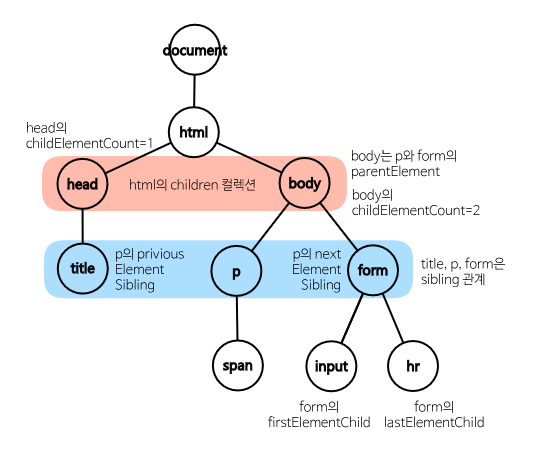 document
html
head의
childElementCount=1
head
html의 children 컬렉션
body
body는 p와 form의
parentElement
body의
childElementCount=2
title
p의 privious
Element
Sibling
p
p의 next
Element
Sibling
form
title, p, form은
sibling 관계
span
input
hr
form의
firstElementChild
form의
lastElementChild